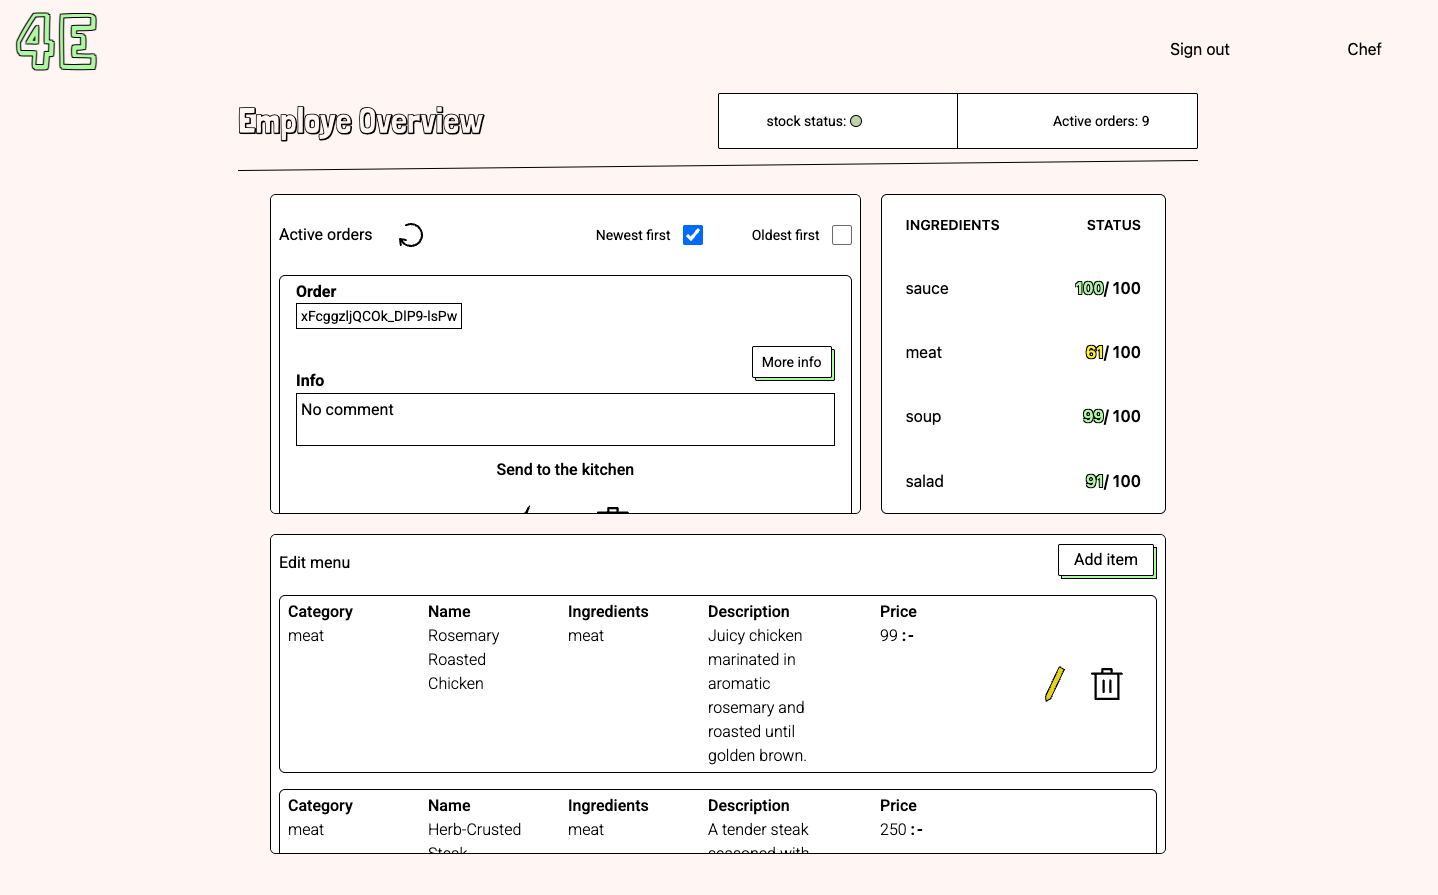 4E
Sign out
Chef
Employe Overview
stock status:
Active orders: 9
Active orders
Newest first
Oldest first
Order
xFcggzljQCOk_DlP9-lsPw
More info
Info
No comment
Send to the kitchen
INGREDIENTS STATUS
sauce 100/ 100
meat 61/ 100
soup 99/ 100
salad 91/ 100
Edit menu
Add item
Category Name Ingredients Description Price
meat Rosemary meat Juicy chicken 99 :-
Roasted marinated in
Chicken aromatic
rosemary and
roasted until
golden brown.
Category Name Ingredients Description Price
meat Herb-Crusted meat A tender steak 250 :-
Steak seasoned with